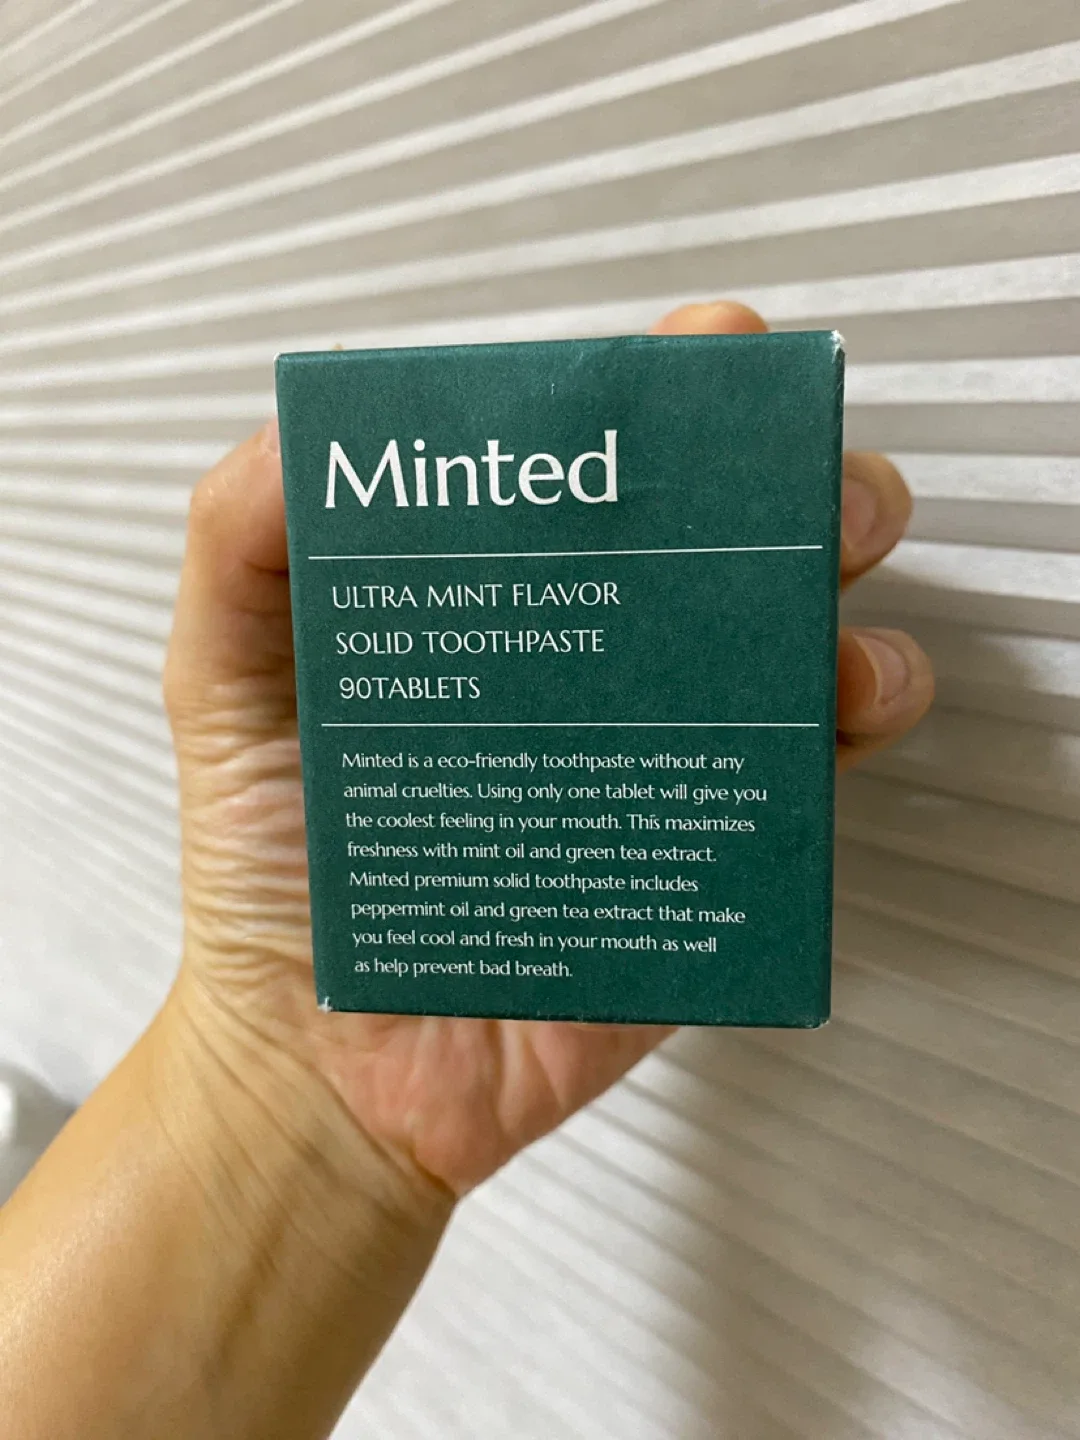 Minted
ULTRA MINT FLAVOR
SOLID TOOTHPASTE
90TABLETS
Minted is a eco-friendly toothpaste without any
animal cruelties. Using only one tablet will give you
the coolest feeling in your mouth. This maximizes
freshness with mint oil and green tea extract.
Minted premium solid toothpaste includes
peppermint oil and green tea extract that make
you feel cool and fresh in your mouth as well
as help prevent bad breath.